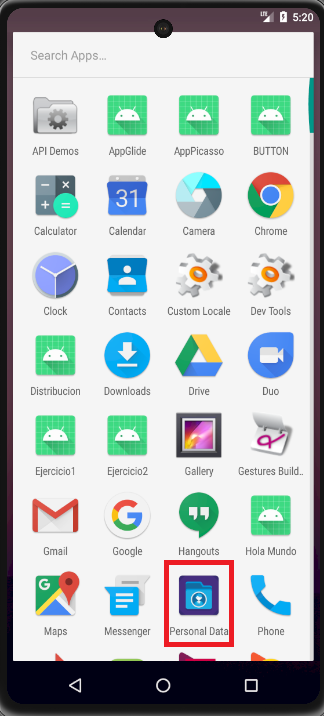 LTE 5:20
Search Apps…
API Demos AppGlide AppPicasso BUTTON
31
Calculator Calendar Camera Chrome
Clock Contacts Custom Locale Dev Tools
Distribucion Downloads Drive Duo
Ejercicio1 Ejercicio2 Gallery Gestures Build..
G
Gmail Google Hangouts Hola Mundo
G
Maps Messenger Personal Data Phone